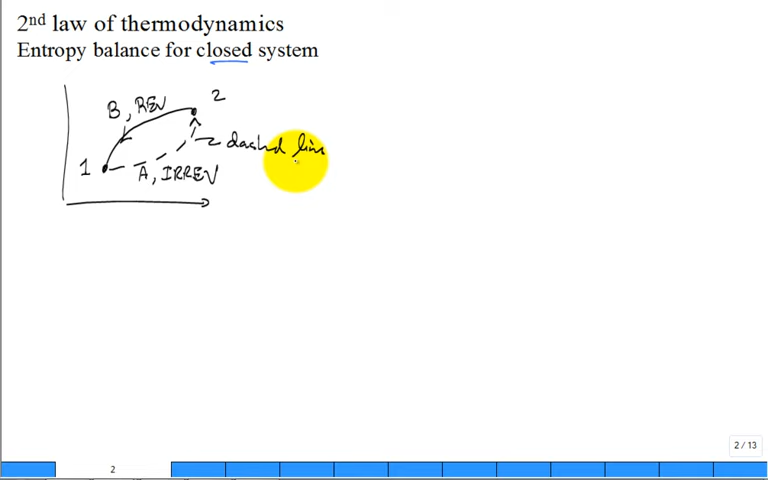 2nd law of thermodynamics
Entropy balance for closed system
B, REV
2
dashed line
1
A, IRREV
2 / 13
2